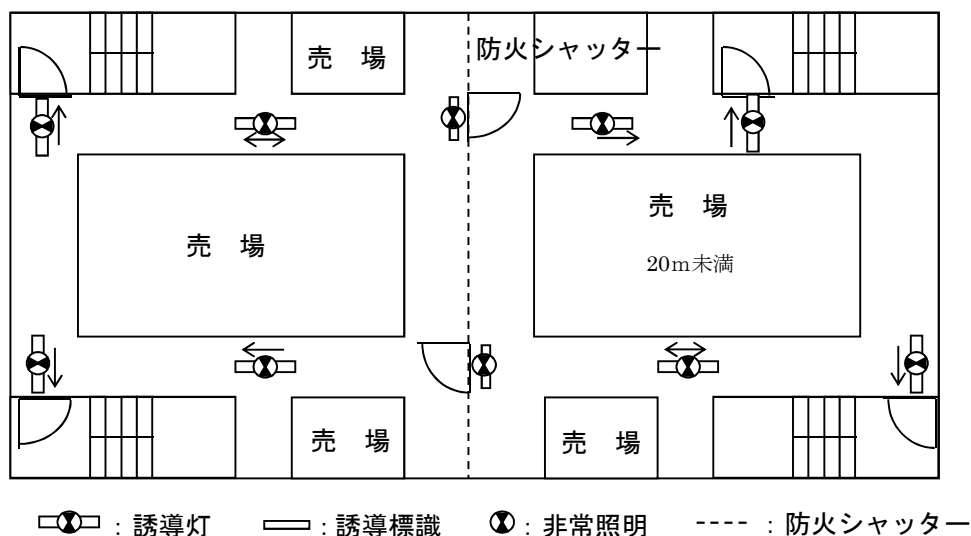 売 場
防火シャッター
売 場
20m未満
売 場
売 場
売 場
:誘導灯
:誘導標識
:非常照明
:防火シャッター